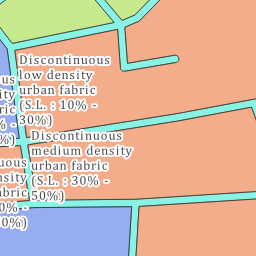 Discontinuous
low density
urban fabric
(S.L. : 10% -
30%)
Discontinuous
medium density
urban fabric
(S.L. : 30% -
50%)